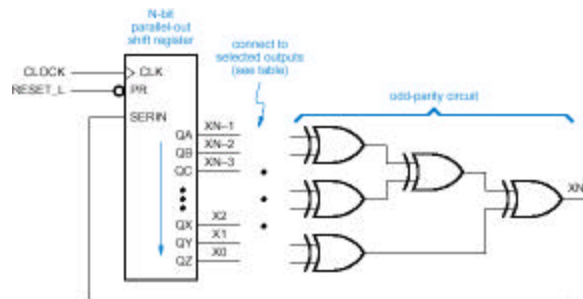 N-bit
parallel-out
shift register
connect to
selected outputs
(see table)
CLOCK
CLK
odd-parity circuit
RESET_L
PR
SERIN
XN–1
QA
XN–2
QB
XN–3
QC
XN
X2
QX
X1
QY
X0
QZ